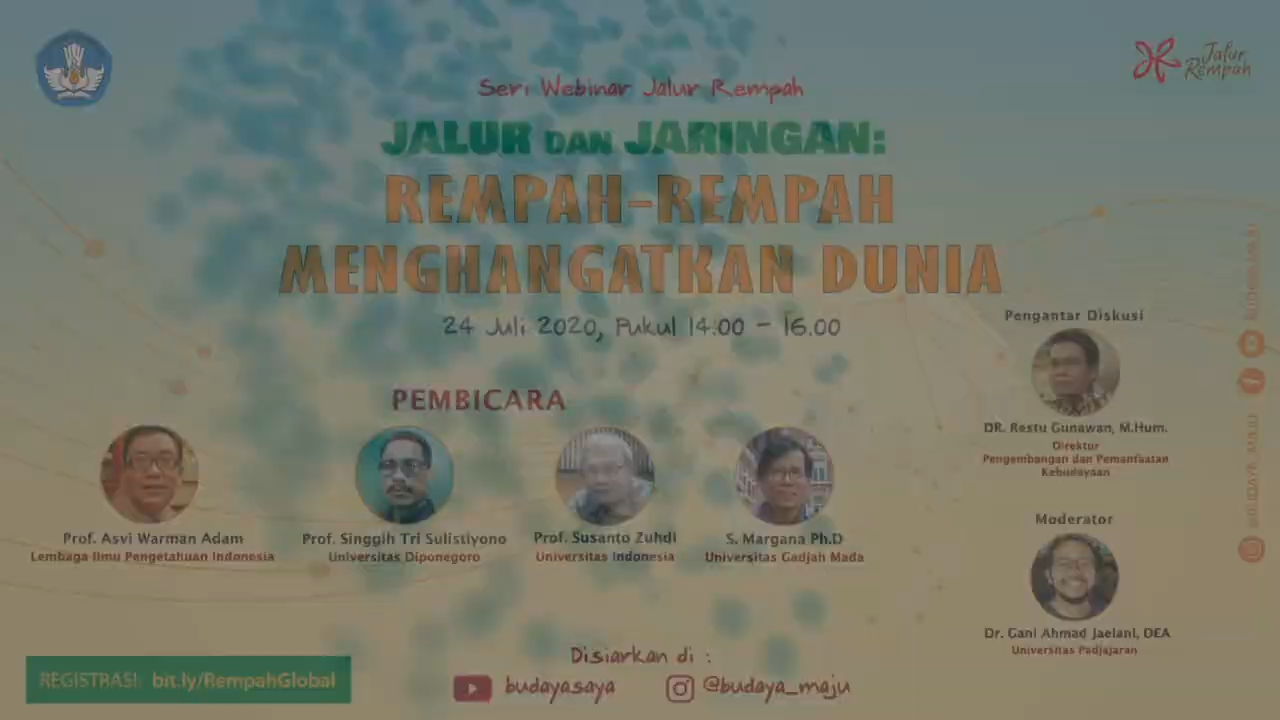 Jalur
Rempah
Seri Webinar Jalur Rempah
JALUR DAN JARINGAN:
REMPAH-REMPAH
MENGHANGATKAN DUNIA
24 Juli 2020, Pukul 14.00 - 16.00
PEMBICARA
Prof. Asvi Warman Adam
Lembaga Ilmu Pengetahuan Indonesia
Prof. Singgih Tri Sulistiyono
Universitas Diponegoro
Prof. Susanto Zuhdi
Universitas Indonesia
S. Margana Ph.D
Universitas Gadjah Mada
Pengantar Diskusi
DR. Restu Gunawan, M.Hum.
Direktur
Pengembangan dan Pemanfaatan
Kebudayaan
Moderator
Dr. Gani Ahmad Jaelani, DEA
Universitas Padjajaran
REGISTRASI: bit.ly/RempahGlobal
Disiarkan di :
budayasaya
@budaya_maju